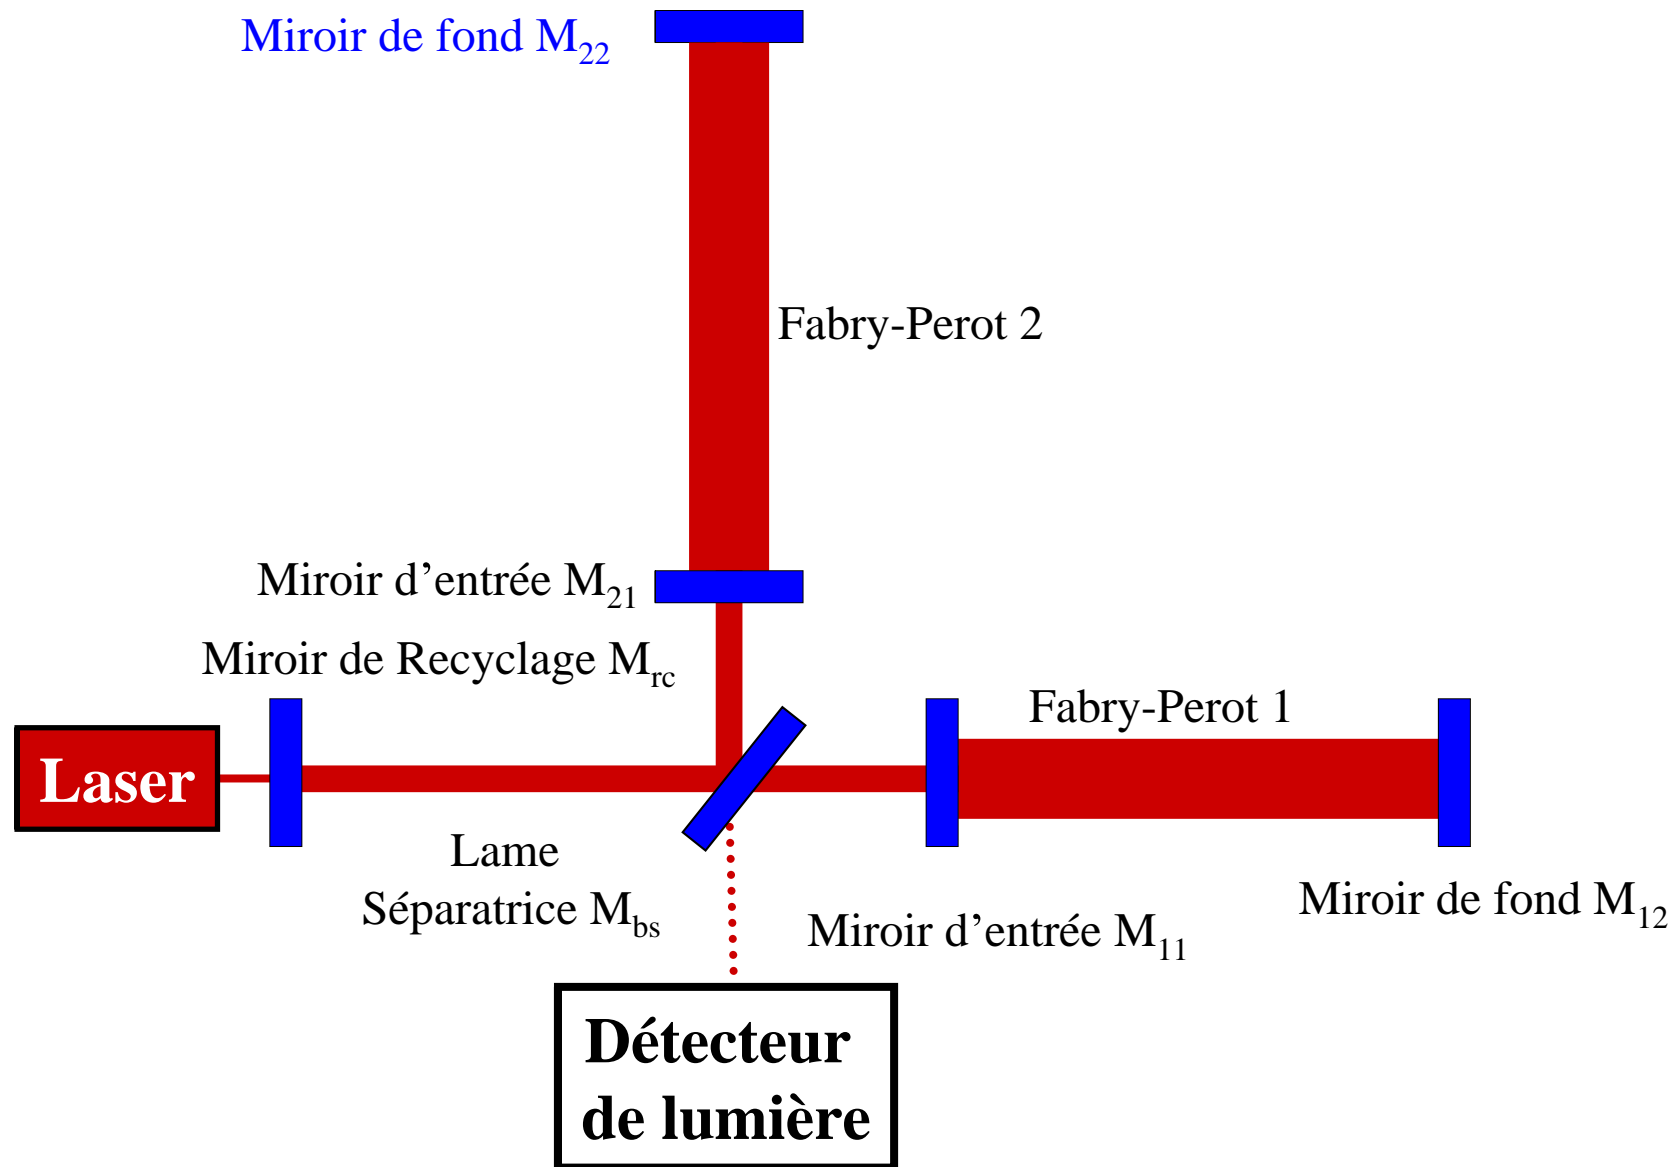 Miroir de fond M22
Fabry-Perot 2
Miroir d’entrée M21
Miroir de Recyclage Mrc
Fabry-Perot 1
Laser
Lame
Séparatrice Mbs
Miroir d’entrée M11
Miroir de fond M12
Détecteur
de lumière